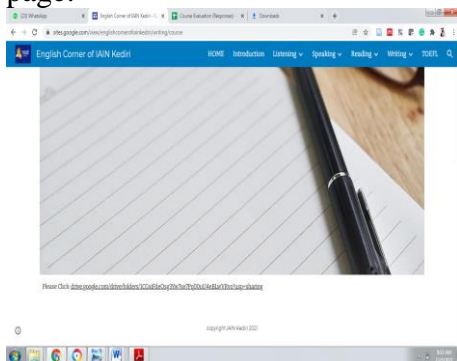 page.
WhatsApp
English Corner of IAIN Kediri - C
Course Evaluation (Responses)
Downloads
sites.google.com/view/englishcornerofiainkediri/writing/course
English Corner of IAIN Kediri
HOME Introduction Listening Speaking Reading Writing TOEFL
Please Click:
copyright IAIN Kediri 2021